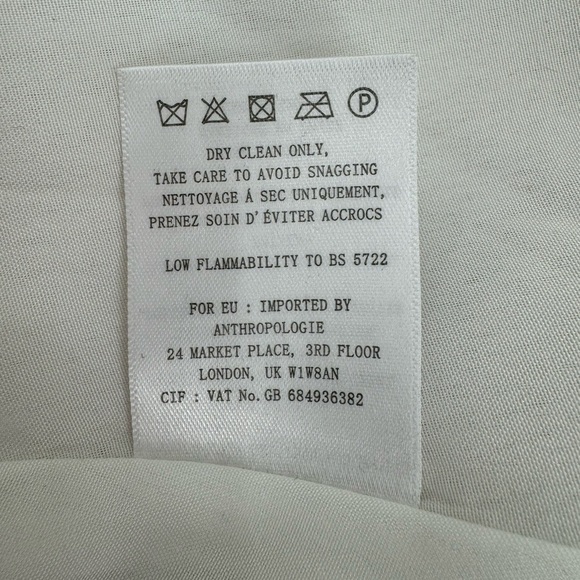 P
DRY CLEAN ONLY,
TAKE CARE TO AVOID SNAGGING
NETTOYAGE Á SEC UNIQUEMENT,
PRENEZ SOIN D'ÉVITER ACCROCS
LOW FLAMMABILITY TO BS 5722
FOR EU : IMPORTED BY
ANTHROPOLOGIE
24 MARKET PLACE, 3RD FLOOR
LONDON, UK W1W8AN
CIF : VAT No. GB 684936382